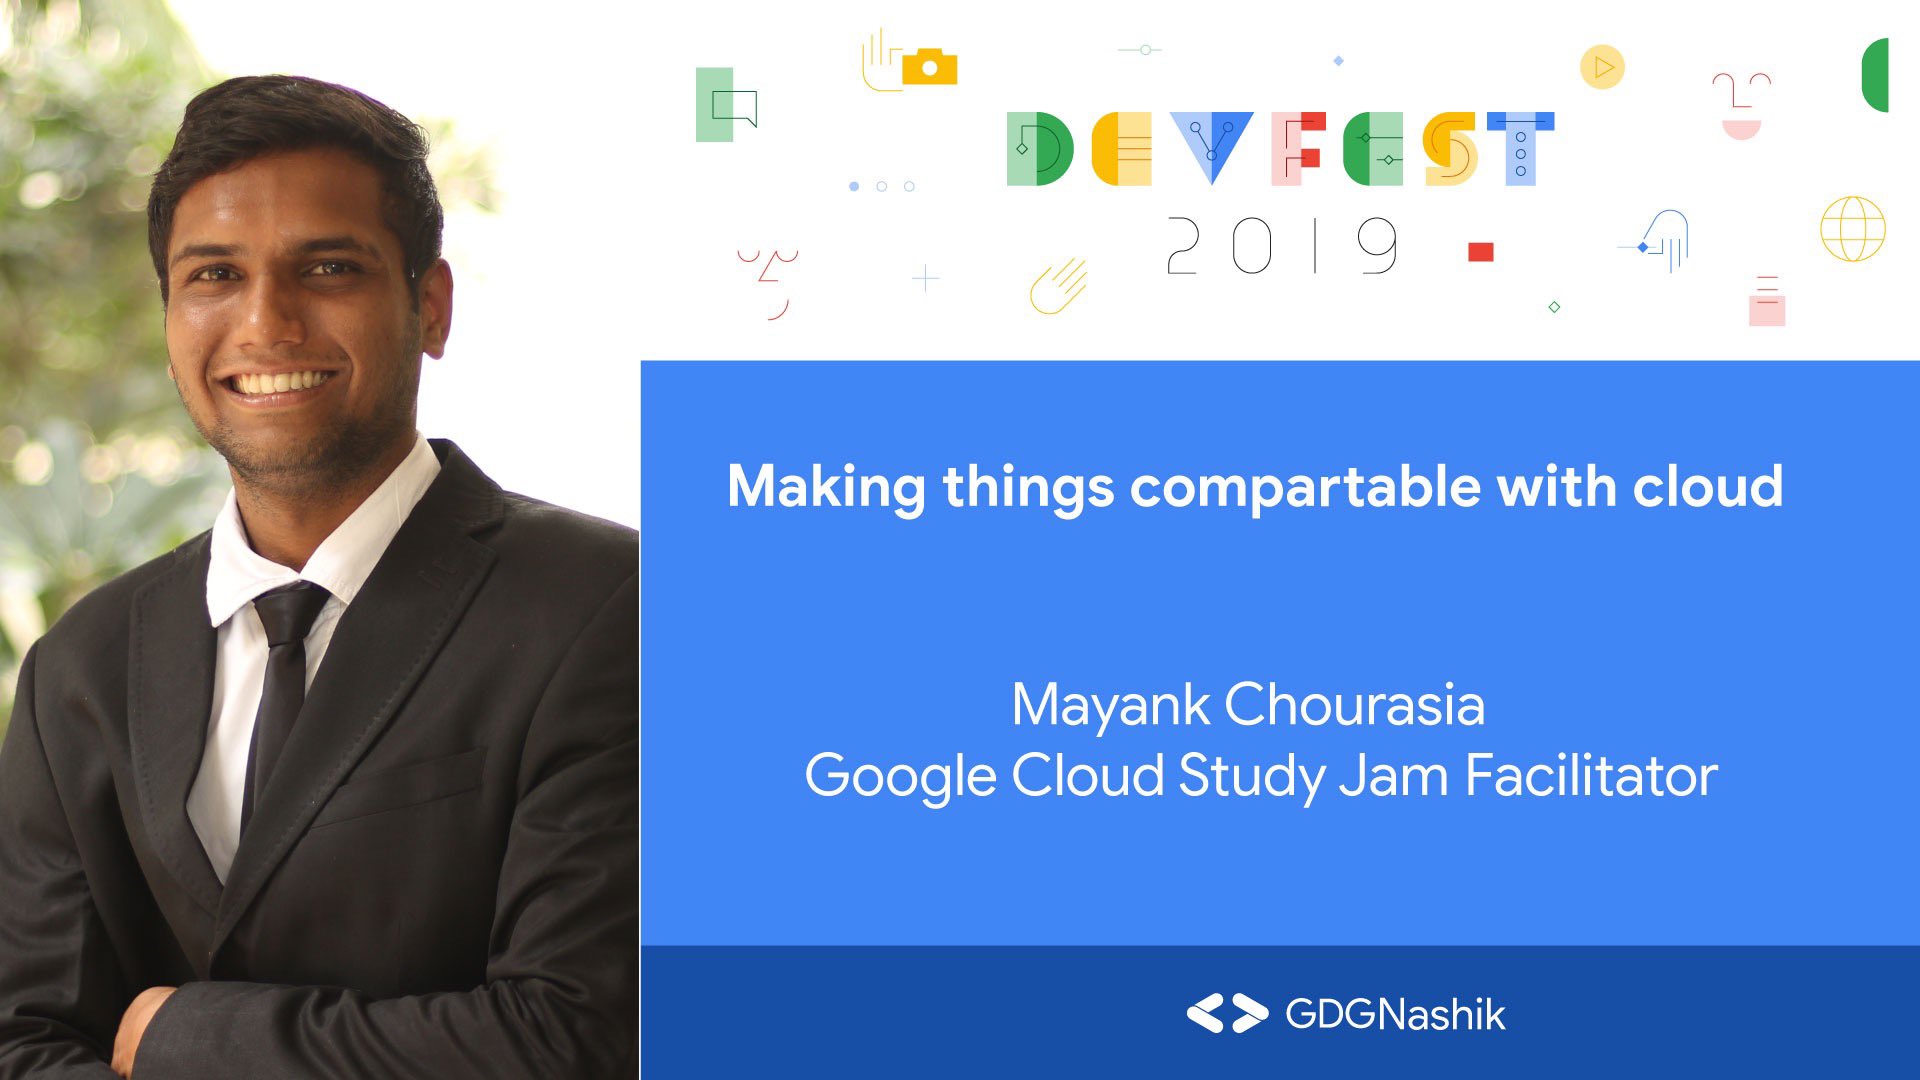 DEVFEST
2019
Making things compartable with cloud
Mayank Chourasia
Google Cloud Study Jam Facilitator
GDGNashik